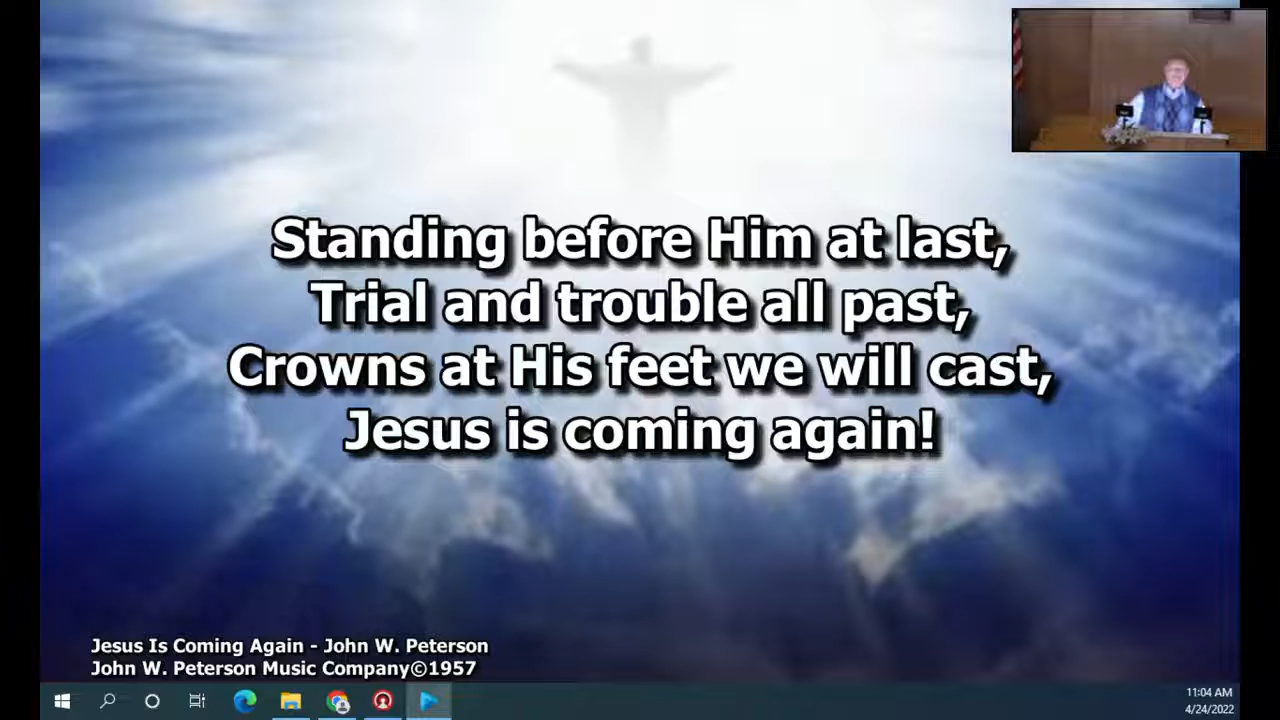 Standing before Him at last,
Trial and trouble all past,
Crowns at His feet we will cast,
Jesus is coming again!
Jesus Is Coming Again - John W. Peterson
John W. Peterson Music Company©1957
11:04 AM
4/24/2022